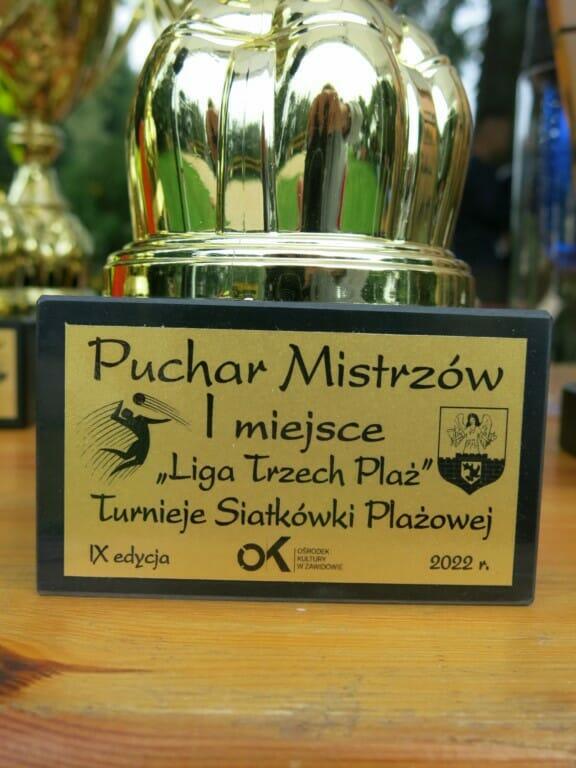 Puchar Mistrzów
I miejsce
„Liga Trzech Plaż”
Turnieje Siatkówki Plażowej
IX edycja
OK
OŚRODEK
KULTURY
W ZAWIDOWIE
2022 r.